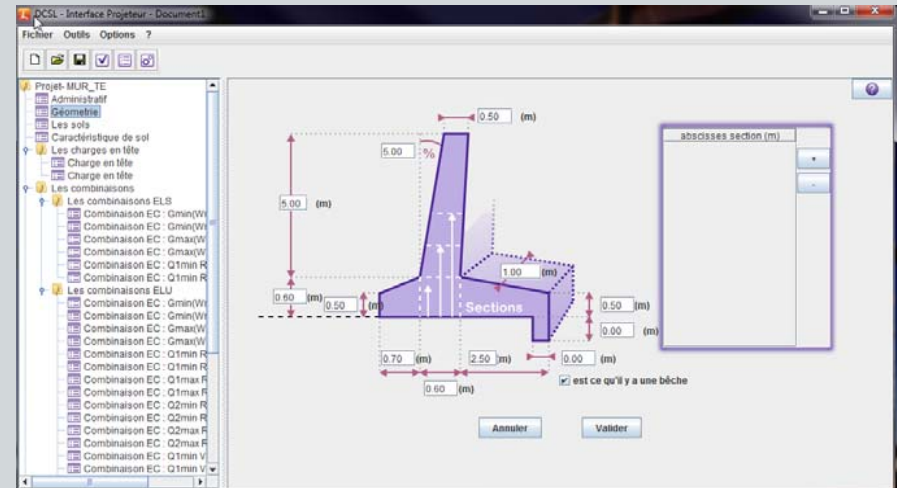 DCSL - Interface Projeteur - Document1
Fichier Outils Options ?
Projet- MUR_TE
Administratif
Géometrie
Les sols
Caractéristique de sol
Les charges en tête
Charge en tête
Charge en tête
Les combinaisons
Les combinaisons ELS
Combinaison EC : Gmin(Wi
Combinaison EC : Gmin(W
Combinaison EC : Gmax(W
Combinaison EC : Gmax(W
Combinaison EC : Q1min R
Combinaison EC : Q1min R
Les combinaisons ELU
Combinaison EC : Gmin(Wi
Combinaison EC : Gmin(Wi
Combinaison EC : Gmax(W
Combinaison EC : Gmax(W
Combinaison EC : Q1min R
Combinaison EC : Q1min R
Combinaison EC : Q1max R
Combinaison EC : Q1max R
Combinaison EC : Q2min R
Combinaison EC : Q2min R
Combinaison EC : Q2max R
Combinaison EC : Q2max R
Combinaison EC : Q1min V
Combinaison EC : Q1min V
0.50 (m)
5.00 %
5.00 (m)
1.00 (m)
0.60 (m)
0.50 (m)
Sections
0.50 (m)
0.00 (m)
0.70 (m)
2.50 (m)
0.00 (m)
0.60 (m)
est ce qu'il y a une bêche
Annuler Valider
abscisses section (m)
+
-
?